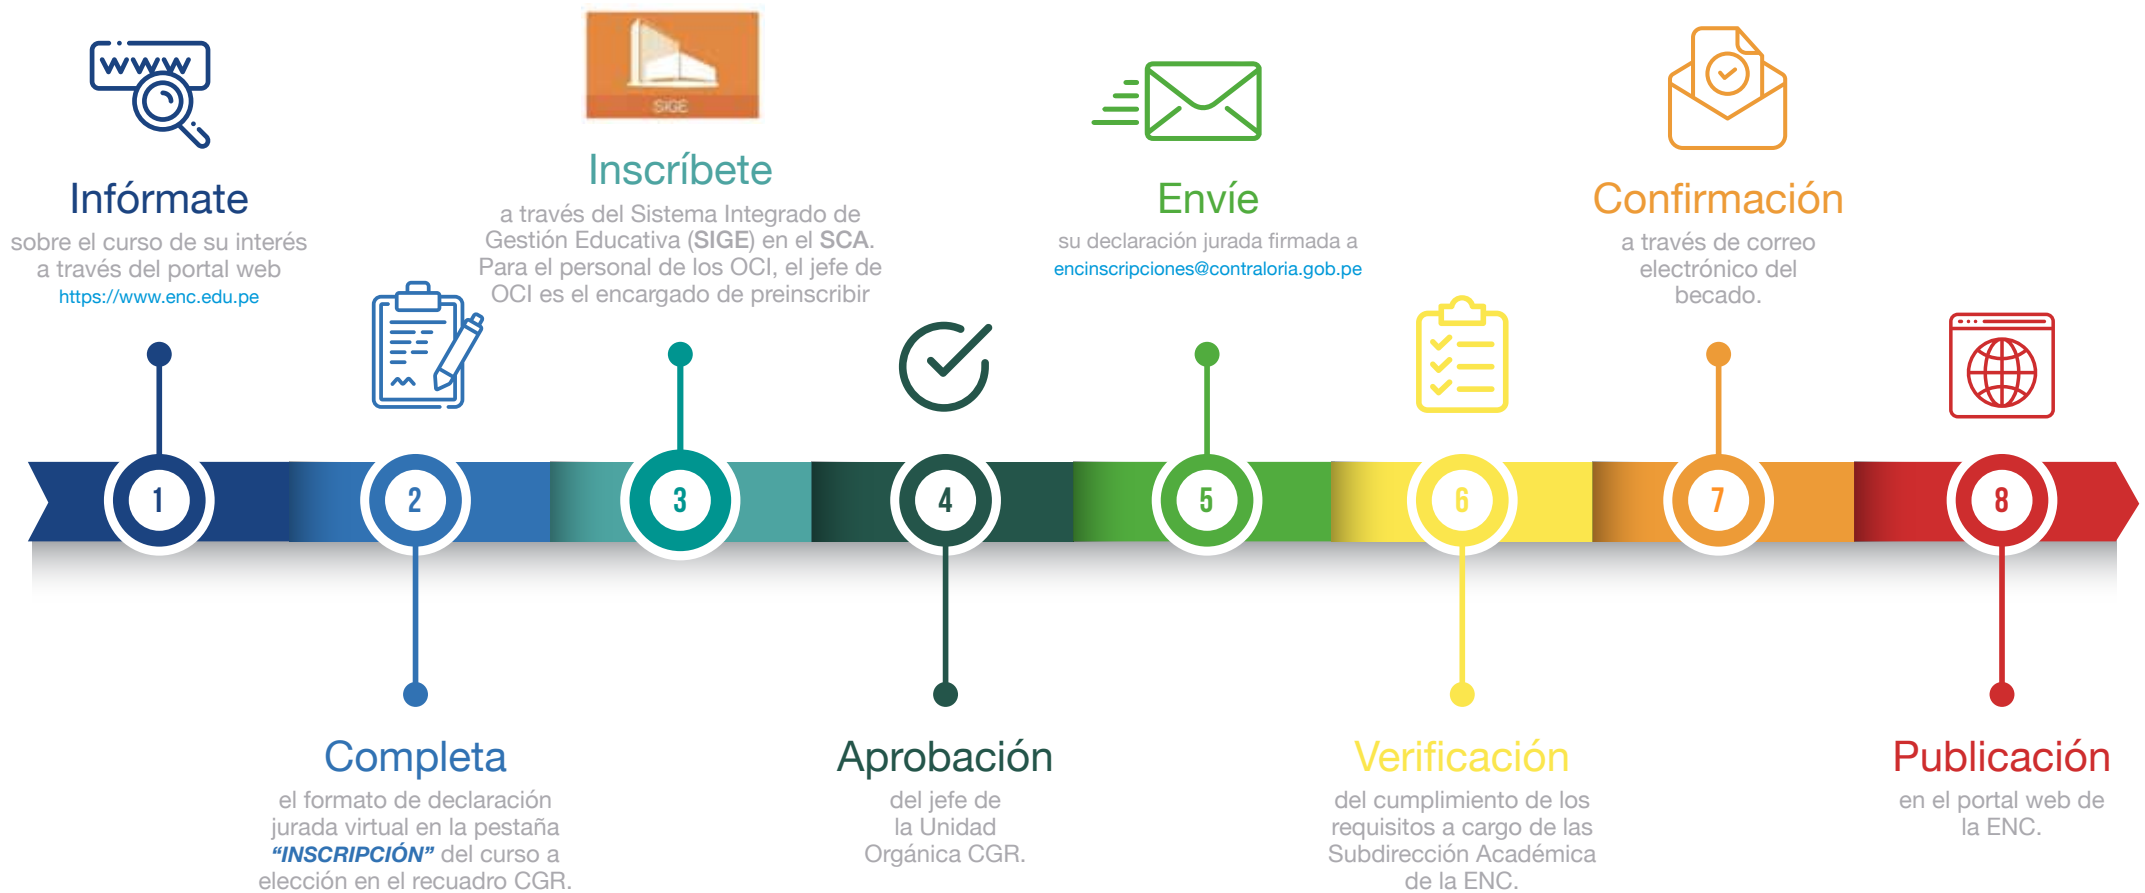 WWW
Infórmate
sobre el curso de su interés
a través del portal web
https://www.enc.edu.pe
1
2
Completa
el formato de declaración
jurada virtual en la pestaña
“INSCRIPCIÓN” del curso a
elección en el recuadro CGR.
SIGE
Inscríbete
a través del Sistema Integrado de
Gestión Educativa (SIGE) en el SCA.
Para el personal de los OCI, el jefe de
OCI es el encargado de preinscribir
3
4
Aprobación
del jefe de
la Unidad
Orgánica CGR.
Envíe
su declaración jurada firmada a
encinscripciones@contraloria.gob.pe
5
6
Verificación
del cumplimiento de los
requisitos a cargo de las
Subdirección Académica
de la ENC.
Confirmación
a través de correo
electrónico del
becado.
7
8
Publicación
en el portal web de
la ENC.